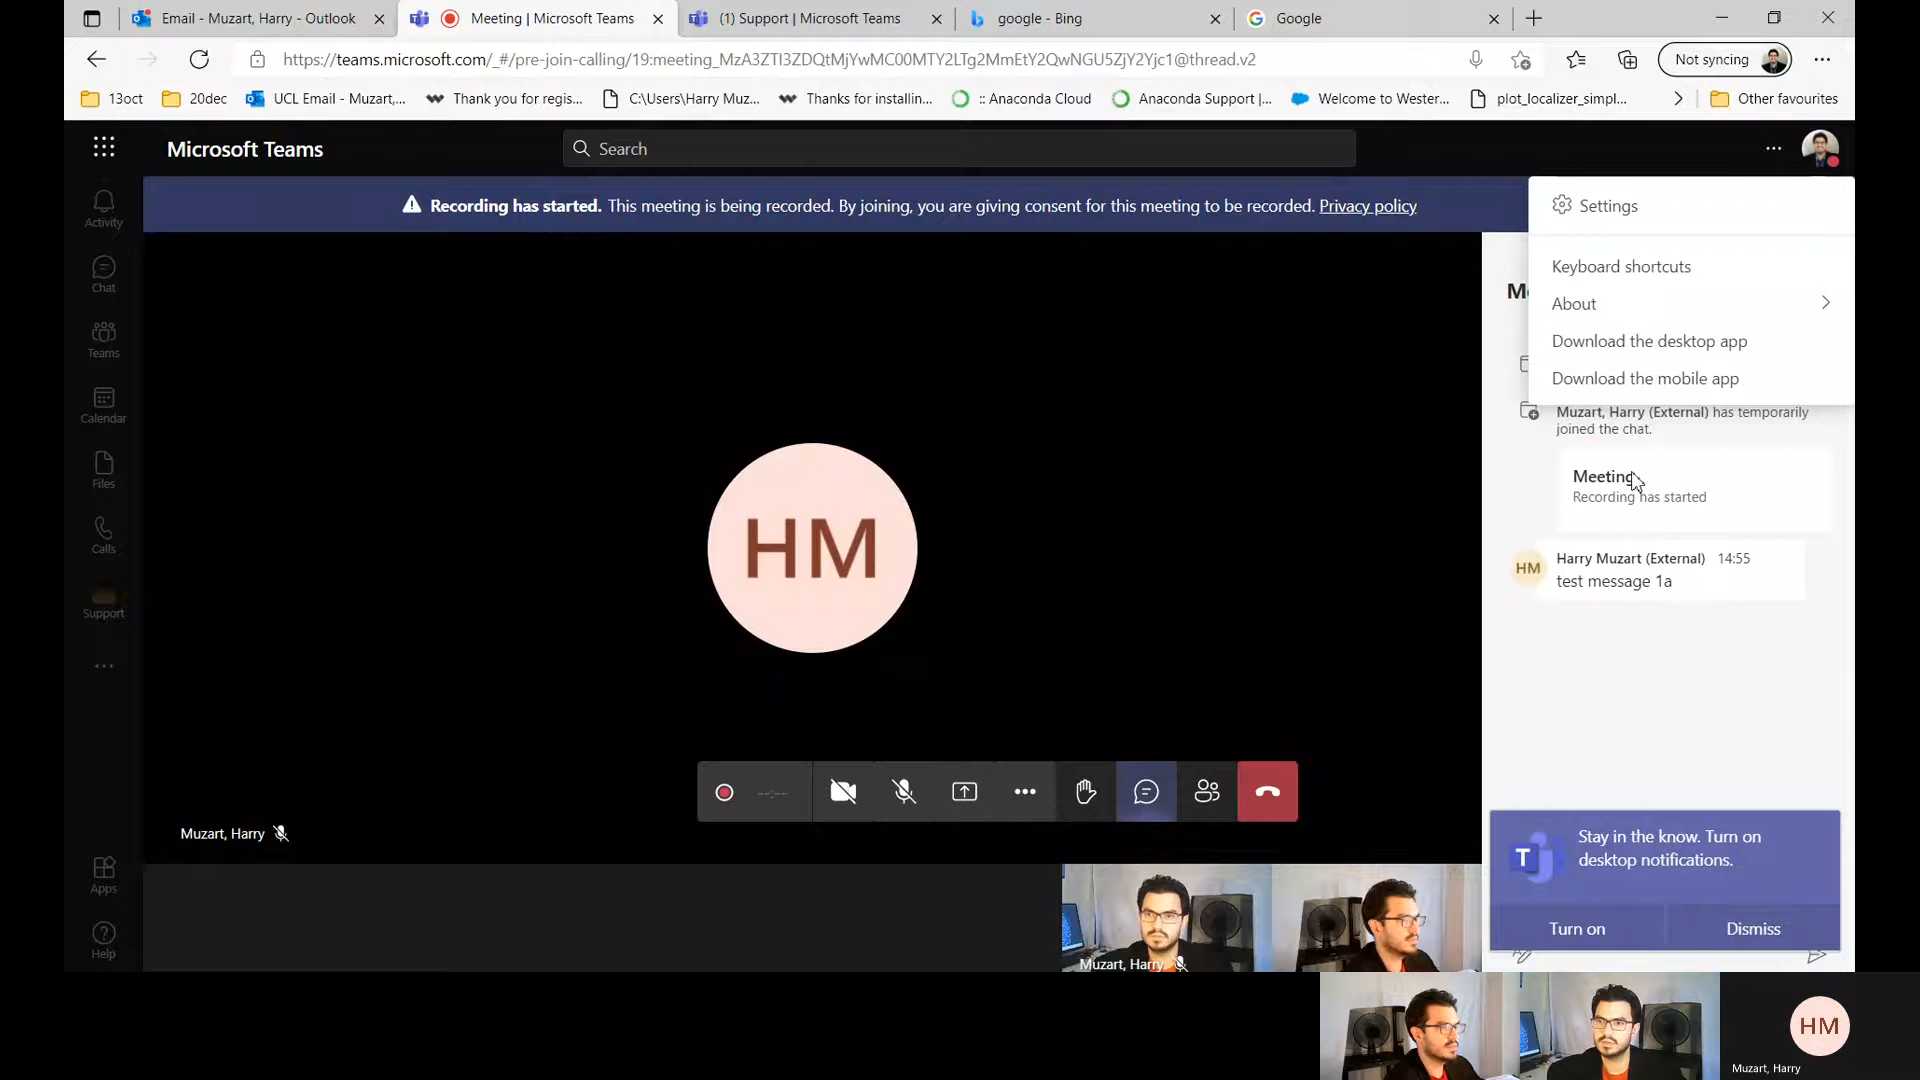 Email - Muzart, Harry - Outlook
Meeting | Microsoft Teams
(1) Support | Microsoft Teams
google - Bing
Google
https://teams.microsoft.com/_#/pre-join-calling/19:meeting_MzA3ZTI3ZDQtMjYwMC00MTY2LTg2MmEtY2QwNGU5ZjY2Yjc1@thread.v2
Not syncing
13oct
20dec
UCL Email - Muzart,...
Thank you for regis...
C:\Users\Harry Muz...
Thanks for installin...
:: Anaconda Cloud
Anaconda Support |...
Welcome to Wester...
plot_localizer_simpl...
Other favourites
Microsoft Teams
Search
Activity
Chat
Teams
Calendar
Files
Calls
Support
Apps
Help
Recording has started. This meeting is being recorded. By joining, you are giving consent for this meeting to be recorded. Privacy policy
Settings
Keyboard shortcuts
About
Download the desktop app
Download the mobile app
Muzart, Harry (External) has temporarily
joined the chat.
Meeting
Recording has started
HM
Harry Muzart (External) 14:55
test message 1a
HM
Muzart, Harry
Stay in the know. Turn on
desktop notifications.
Turn on
Dismiss
Muzart, Harry
HM
Muzart, Harry